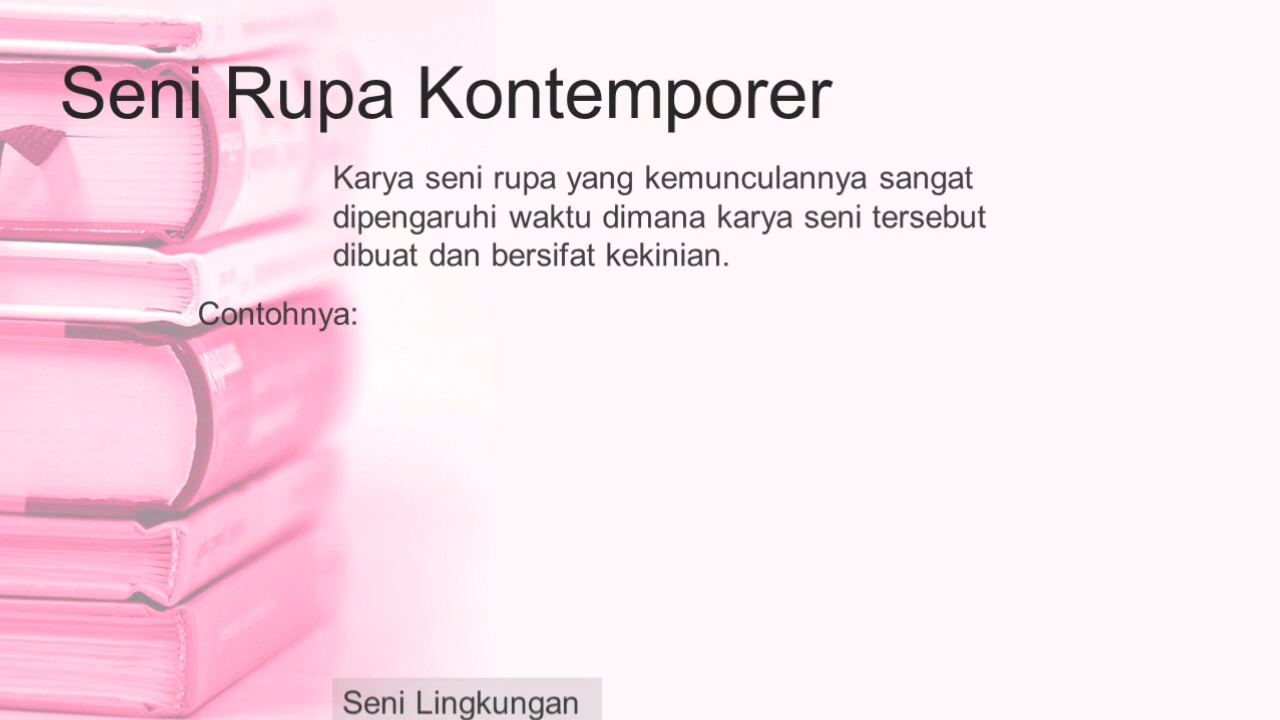 Seni Rupa Kontemporer
Karya seni rupa yang kemunculannya sangat
dipengaruhi waktu dimana karya seni tersebut
dibuat dan bersifat kekinian.
Contohnya:
Seni Lingkungan